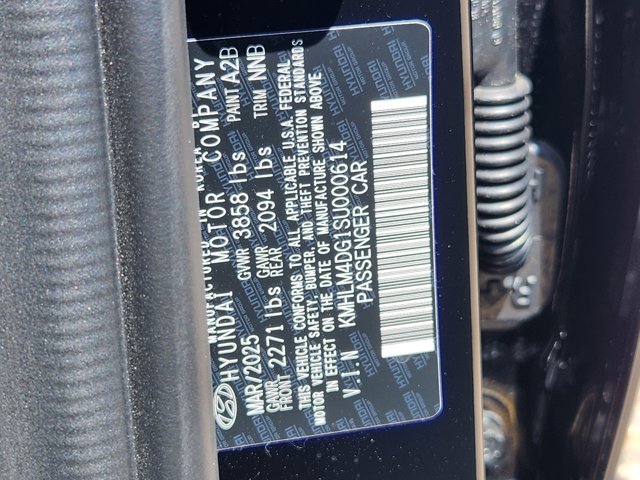 MANUFACTURED IN KOREA BY
HYUNDAI MOTOR COMPANY
MAR/2025 GVWR 3858 lbs PAINT A2B
GAWR FRONT 2271 lbs GAWR REAR 2094 lbs TRIM NNB
THIS VEHICLE CONFORMS TO ALL APPLICABLE U.S.A. FEDERAL
MOTOR VEHICLE SAFETY, BUMPER, AND THEFT PREVENTION STANDARDS
IN EFFECT ON THE DATE OF MANUFACTURE SHOWN ABOVE.
V.I.N KMHLM4DG1SU000614
PASSENGER CAR